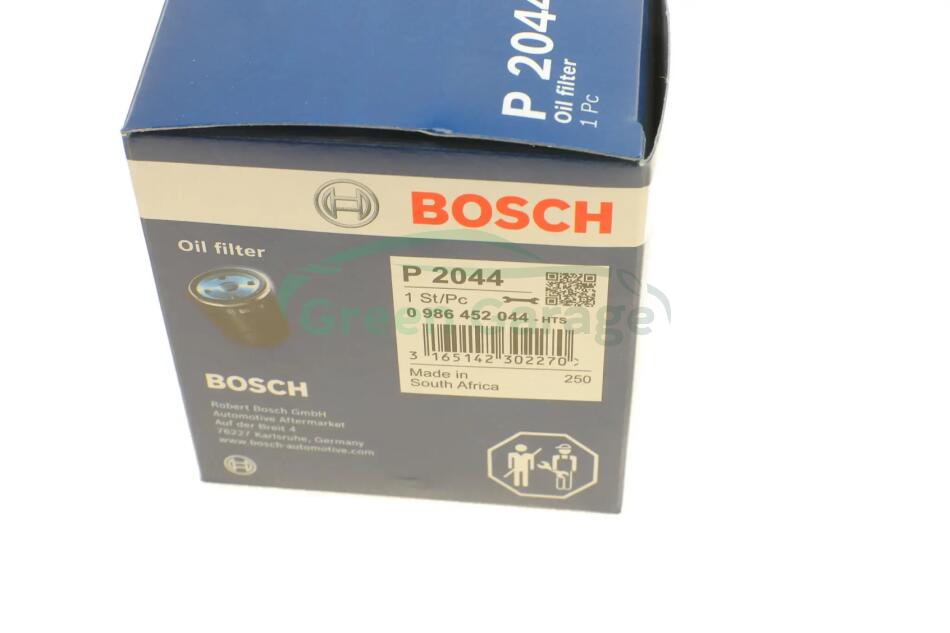 P 2044
Oil filter
1 Pc
BOSCH
Oil filter
P 2044
1 St/Pc
0 986 452 044 - HTS
3 165142 302270
Made in
South Africa
250
Green Garage
BOSCH
Robert Bosch GmbH
Automotive Aftermarket
Auf der Breit 4
76227 Karlsruhe, Germany
www.bosch-automotive.com